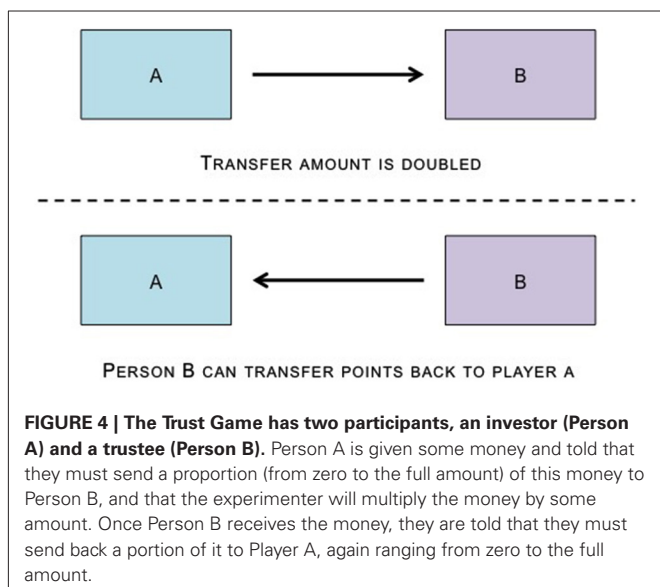 A
B
TRANSFER AMOUNT IS DOUBLED
A
B
PERSON B CAN TRANSFER POINTS BACK TO PLAYER A
FIGURE 4 | The Trust Game has two participants, an investor (Person
A) and a trustee (Person B). Person A is given some money and told that
they must send a proportion (from zero to the full amount) of this money to
Person B, and that the experimenter will multiply the money by some
amount. Once Person B receives the money, they are told that they must
send back a portion of it to Player A, again ranging from zero to the full
amount.